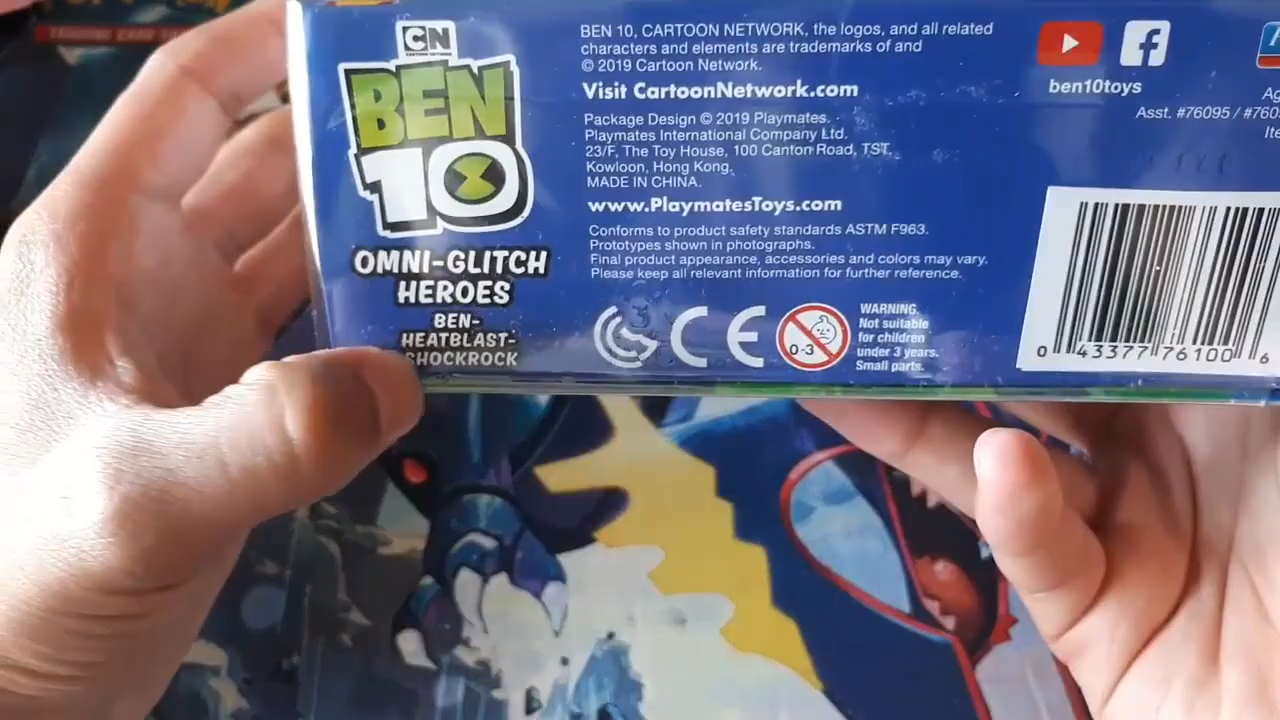 CN
CARTOON NETWORK
BEN
10
OMNI-GLITCH
HEROES
BEN-
HEATBLAST-
SHOCKROCK
BEN 10, CARTOON NETWORK, the logos, and all related
characters and elements are trademarks of and
© 2019 Cartoon Network.
Visit CartoonNetwork.com
Package Design © 2019 Playmates.
Playmates International Company Ltd.
23/F, The Toy House, 100 Canton Road, TST,
Kowloon, Hong Kong.
MADE IN CHINA.
www.PlaymatesToys.com
Conforms to product safety standards ASTM F963.
Prototypes shown in photographs.
Final product appearance, accessories and colors may vary.
Please keep all relevant information for further reference.
CE
0-3
WARNING.
Not suitable
for children
under 3 years.
Small parts.
ben10toys
Asst. #76095 /
0 43377 76100 6